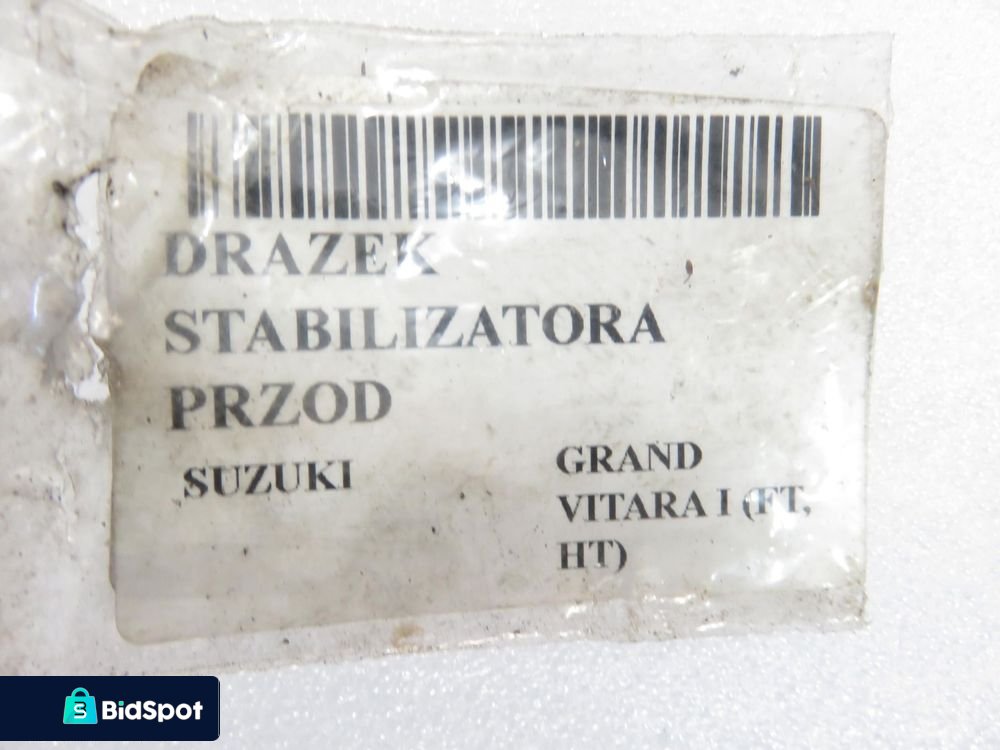 DRAZEK
STABILIZATORA
PRZOD
SUZUKI
GRAND
VITARA I (FT,
HT)
BidSpot